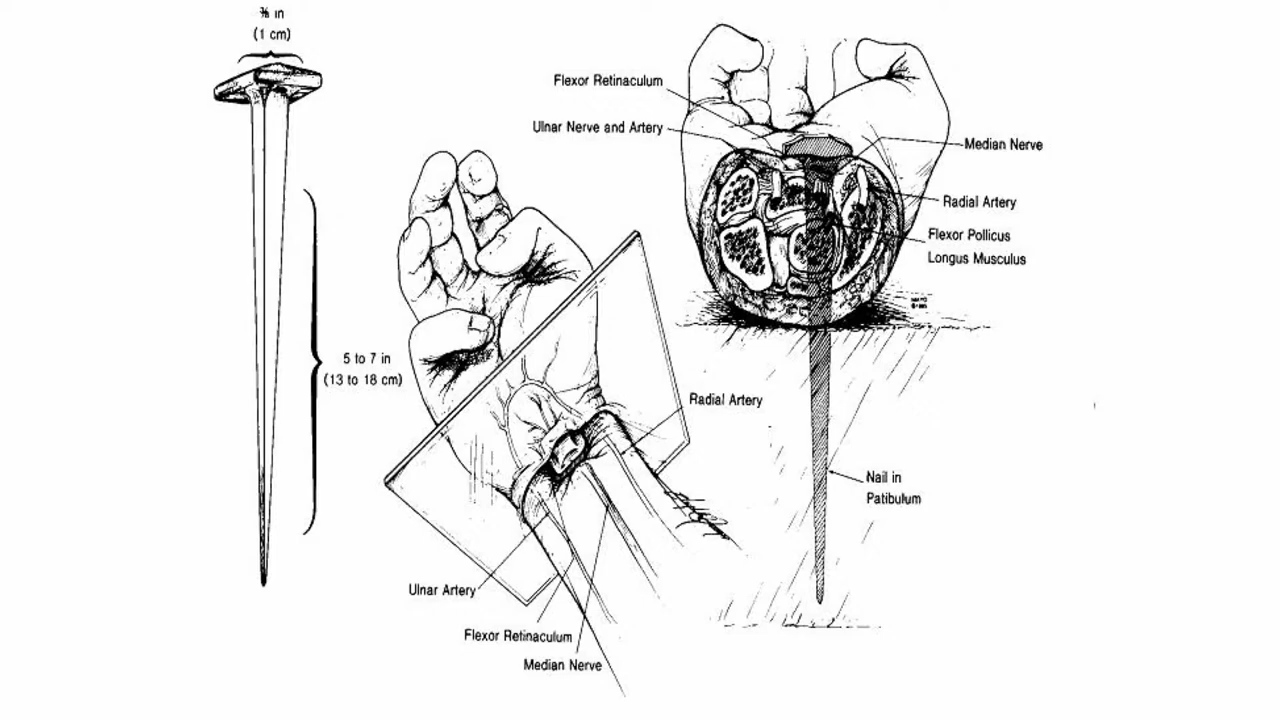 ⅜ in
(1 cm)
5 to 7 in
(13 to 18 cm)
Flexor Retinaculum
Ulnar Nerve and Artery
Median Nerve
Radial Artery
Flexor Pollicus
Longus Musculus
Radial Artery
Nail in
Patibulum
Ulnar Artery
Flexor Retinaculum
Median Nerve